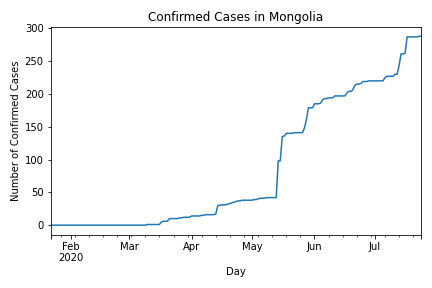 Confirmed Cases in Mongolia
Number of Confirmed Cases
300
250
200
150
100
50
0
Feb Mar Apr May Jun Jul
2020
Day